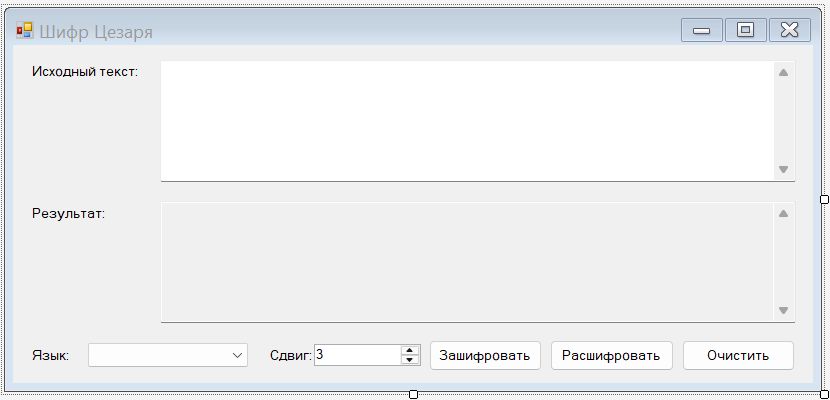 Шифр Цезаря
Исходный текст:
Результат:
Язык: Сдвиг: 3 Зашифровать Расшифровать Очистить